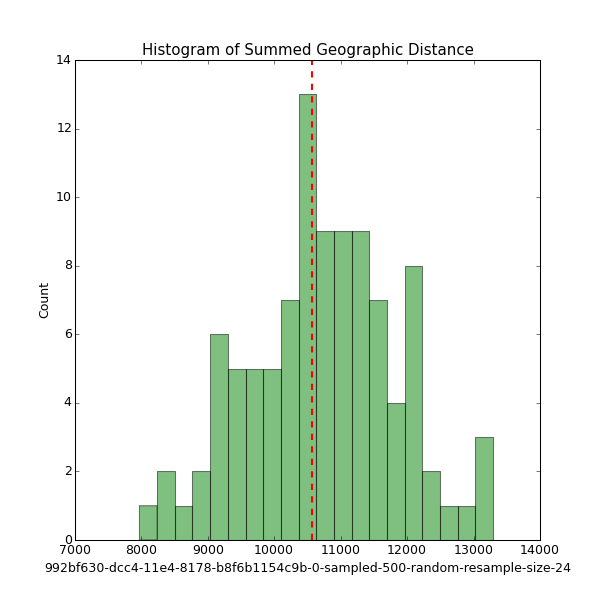 Histogram of Summed Geographic Distance
14
12
10
8
6
4
2
0
Count
7000 8000 9000 10000 11000 12000 13000 14000
992bf630-dcc4-11e4-8178-b8f6b1154c9b-0-sampled-500-random-resample-size-24